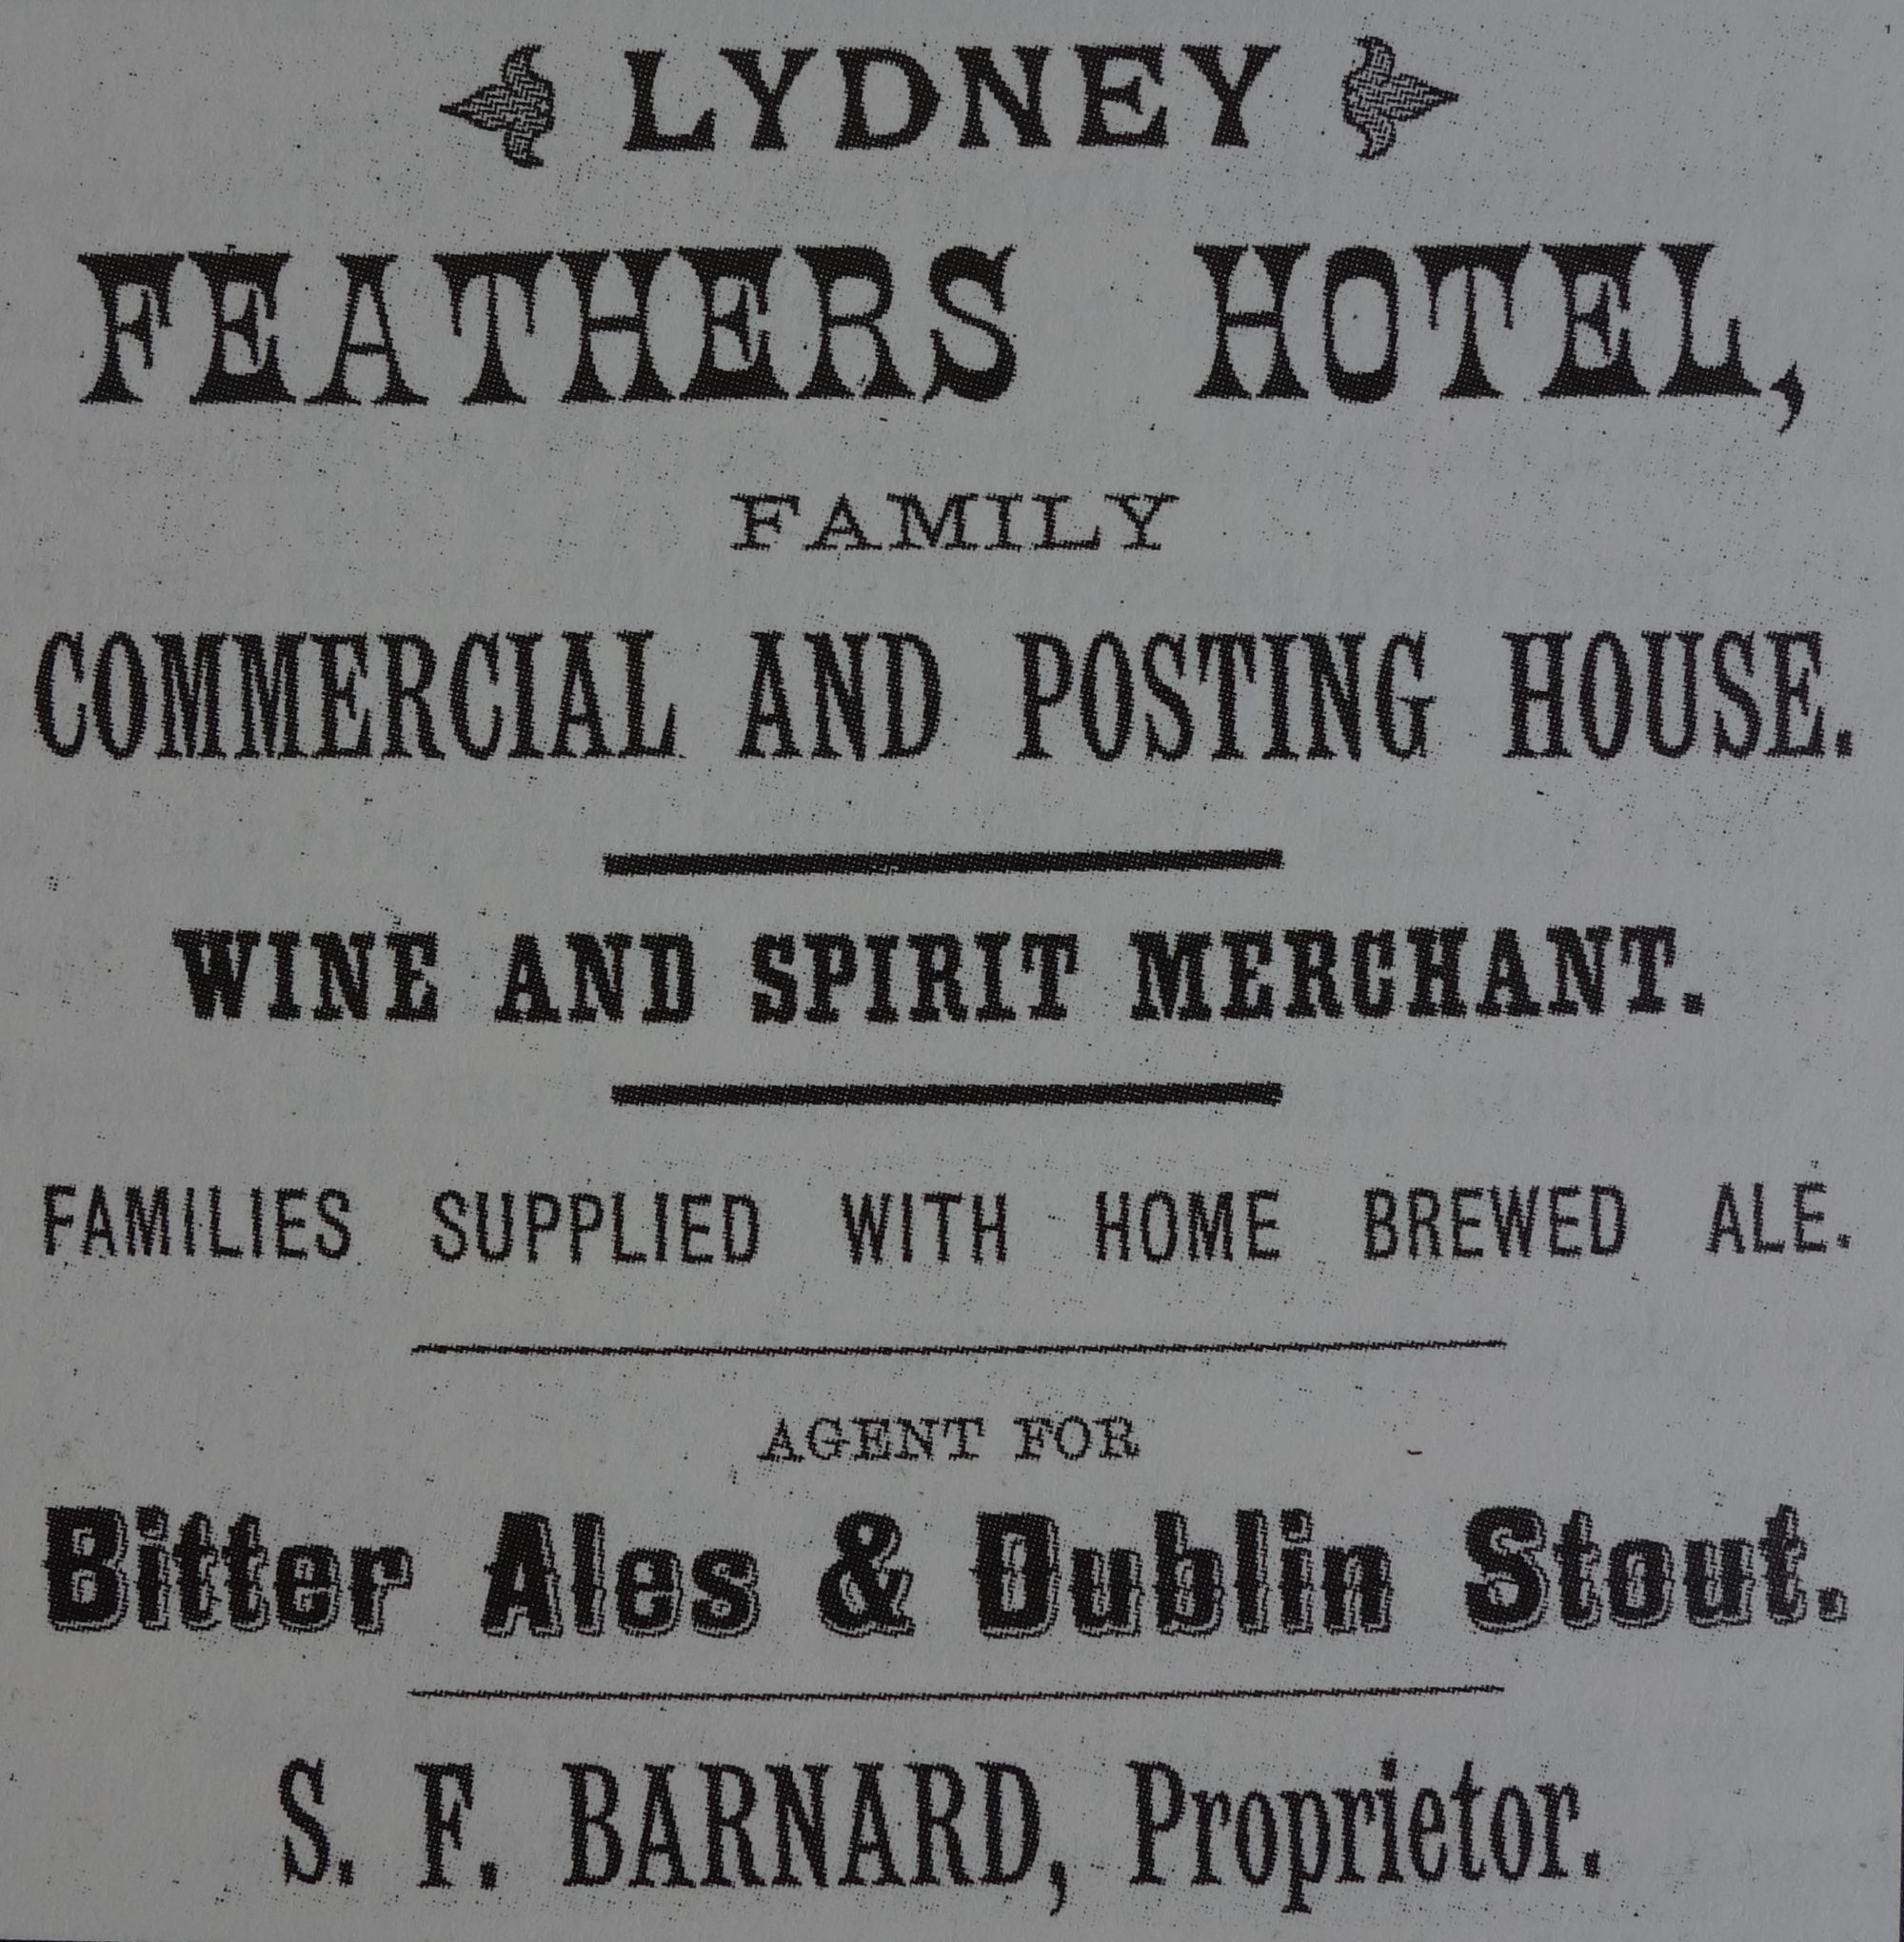 LYDNEY
FEATHERS HOTEL,
FAMILY
COMMERCIAL AND POSTING HOUSE.
WINE AND SPIRIT MERCHANT.
FAMILIES SUPPLIED WITH HOME BREWED ALE.
AGENT FOR
Bitter Ales & Dublin Stout.
S. F. BARNARD, Proprietor.